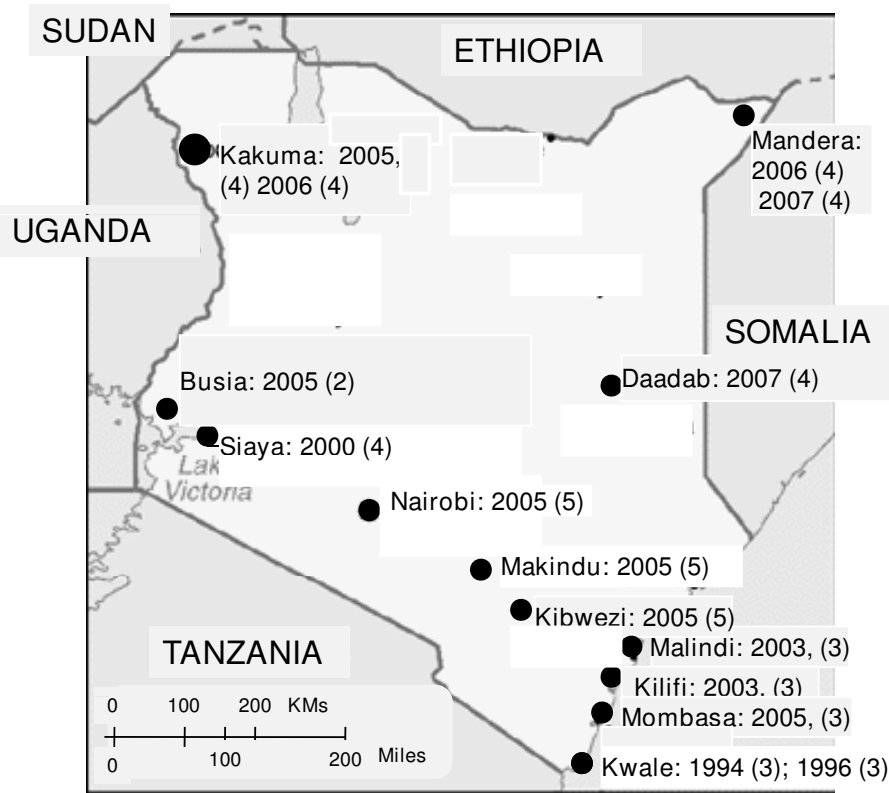 SUDAN
ETHIOPIA
Mandera:
2006 (4)
2007 (4)
Kakuma: 2005,
(4) 2006 (4)
UGANDA
SOMALIA
Busia: 2005 (2)
Daadab: 2007 (4)
Siaya: 2000 (4)
Lak
Victoria
Nairobi: 2005 (5)
Makindu: 2005 (5)
Kibwezi: 2005 (5)
TANZANIA
Malindi: 2003, (3)
Kilifi: 2003, (3)
Mombasa: 2005, (3)
Kwale: 1994 (3); 1996 (3)
0 100 200 KMs
0 100 200 Miles